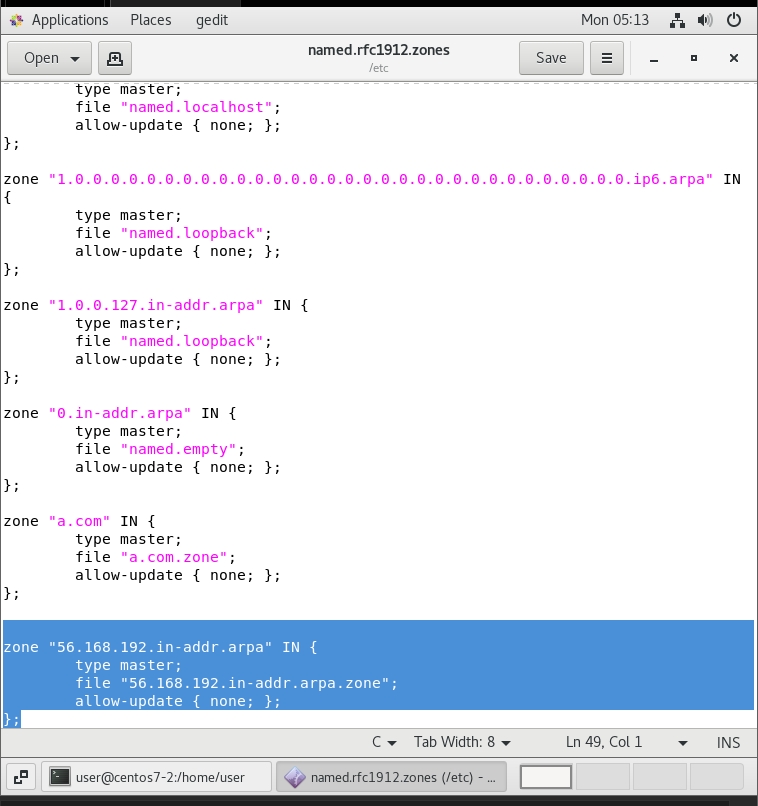 Applications Places gedit Mon 05:13
Open named.rfc1912.zones Save
/etc
type master;
file "named.localhost";
allow-update { none; };
};
zone "1.0.0.0.0.0.0.0.0.0.0.0.0.0.0.0.0.0.0.0.0.0.0.0.0.0.0.0.0.0.0.0.ip6.arpa" IN
{
type master;
file "named.loopback";
allow-update { none; };
};
zone "1.0.0.127.in-addr.arpa" IN {
type master;
file "named.loopback";
allow-update { none; };
};
zone "0.in-addr.arpa" IN {
type master;
file "named.empty";
allow-update { none; };
};
zone "a.com" IN {
type master;
file "a.com.zone";
allow-update { none; };
};
zone "56.168.192.in-addr.arpa" IN {
type master;
file "56.168.192.in-addr.arpa.zone";
allow-update { none; };
};
C Tab Width: 8 Ln 49, Col 1 INS
user@centos7-2:/home/user named.rfc1912.zones (/etc) - ...